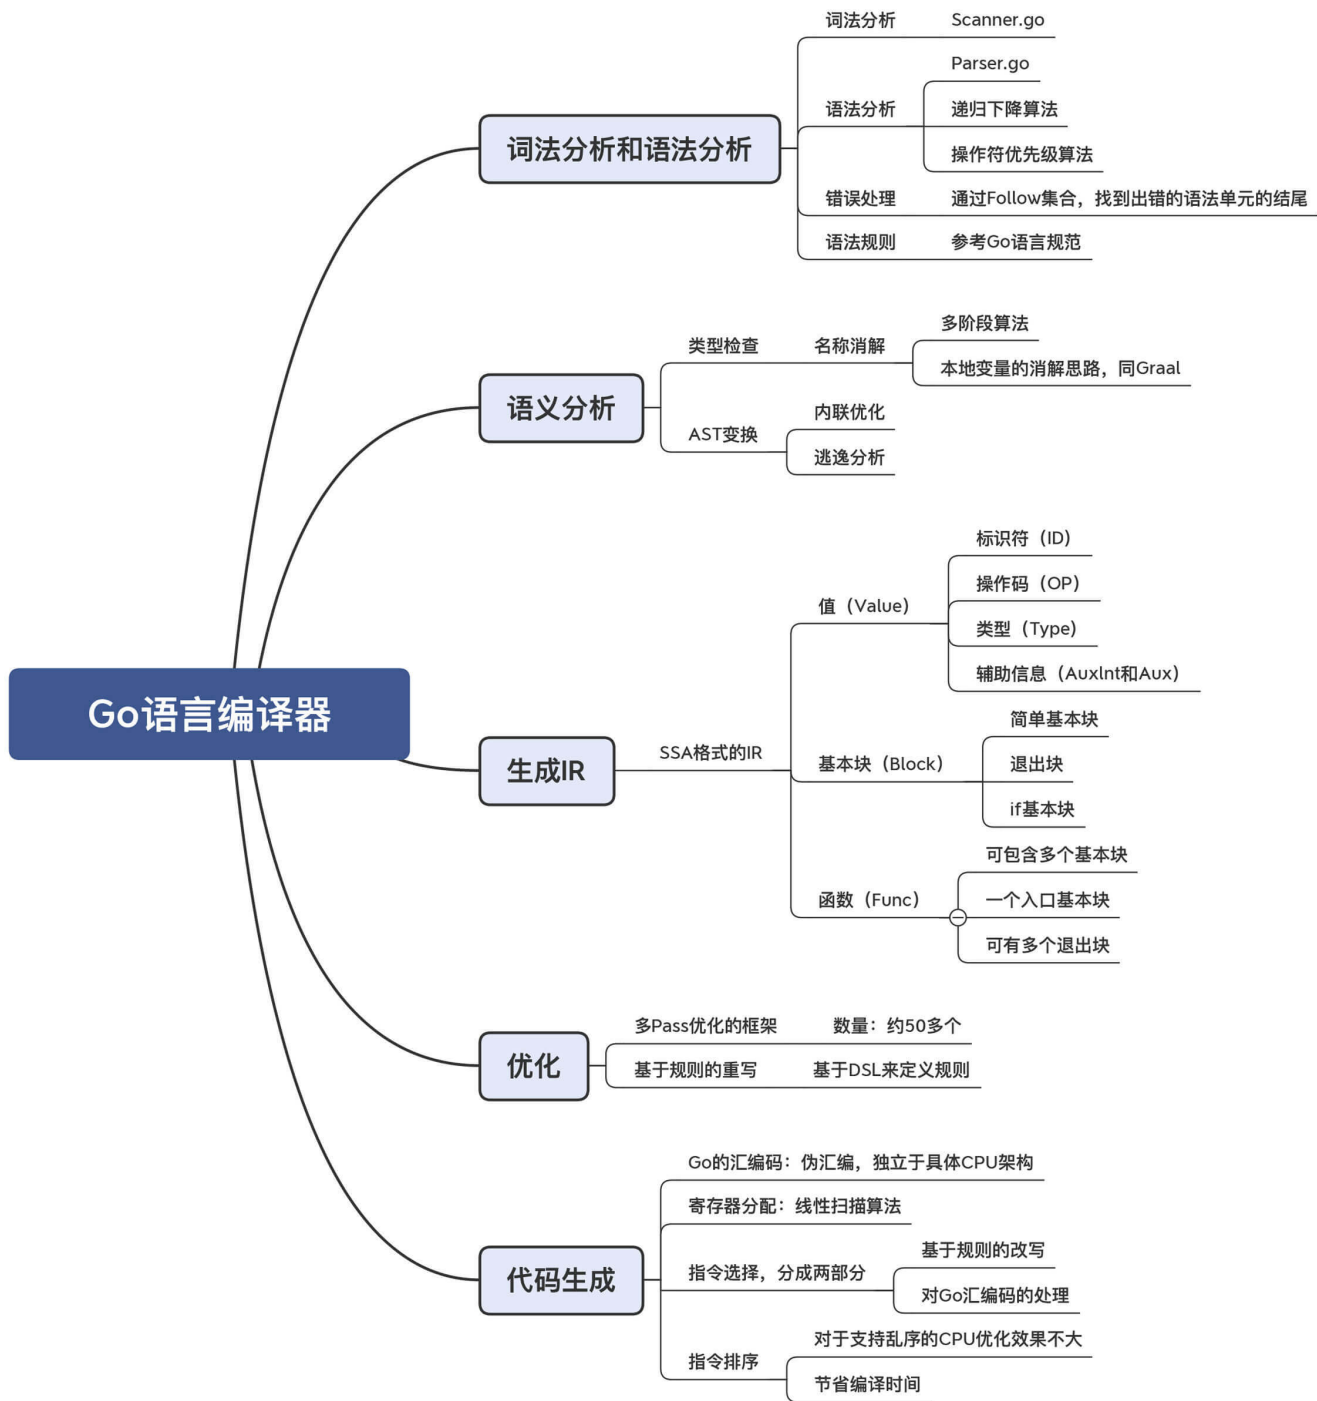 Go语言编译器
词法分析和语法分析
词法分析
Scanner.go
语法分析
Parser.go
递归下降算法
操作符优先级算法
错误处理
通过Follow集合，找到出错的语法单元的结尾
语法规则
参考Go语言规范
语义分析
类型检查
名称消解
多阶段算法
本地变量的消解思路，同Graal
AST变换
内联优化
逃逸分析
生成IR
SSA格式的IR
值（Value）
标识符（ID）
操作码（OP）
类型（Type）
辅助信息（AuxInt和Aux）
基本块（Block）
简单基本块
退出块
if基本块
函数（Func）
可包含多个基本块
一个入口基本块
可有多个退出块
优化
多Pass优化的框架
数量：约50多个
基于规则的重写
基于DSL来定义规则
代码生成
Go的汇编码：伪汇编，独立于具体CPU架构
寄存器分配：线性扫描算法
指令选择，分成两部分
基于规则的改写
对Go汇编码的处理
指令排序
对于支持乱序的CPU优化效果不大
节省编译时间